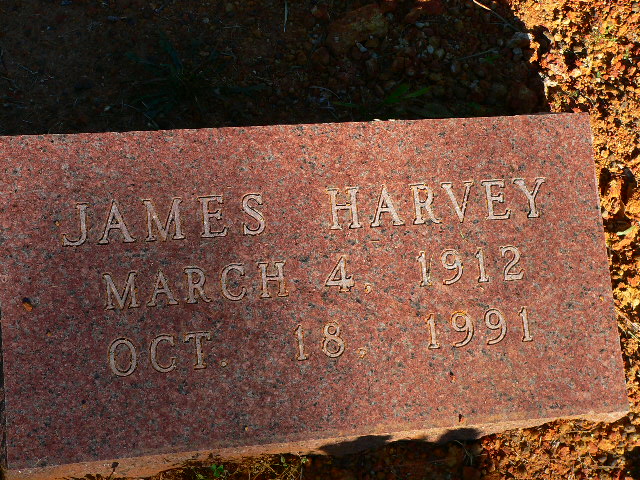 JAMES HARVEY
MARCH 4, 1912
OCT. 18, 1991